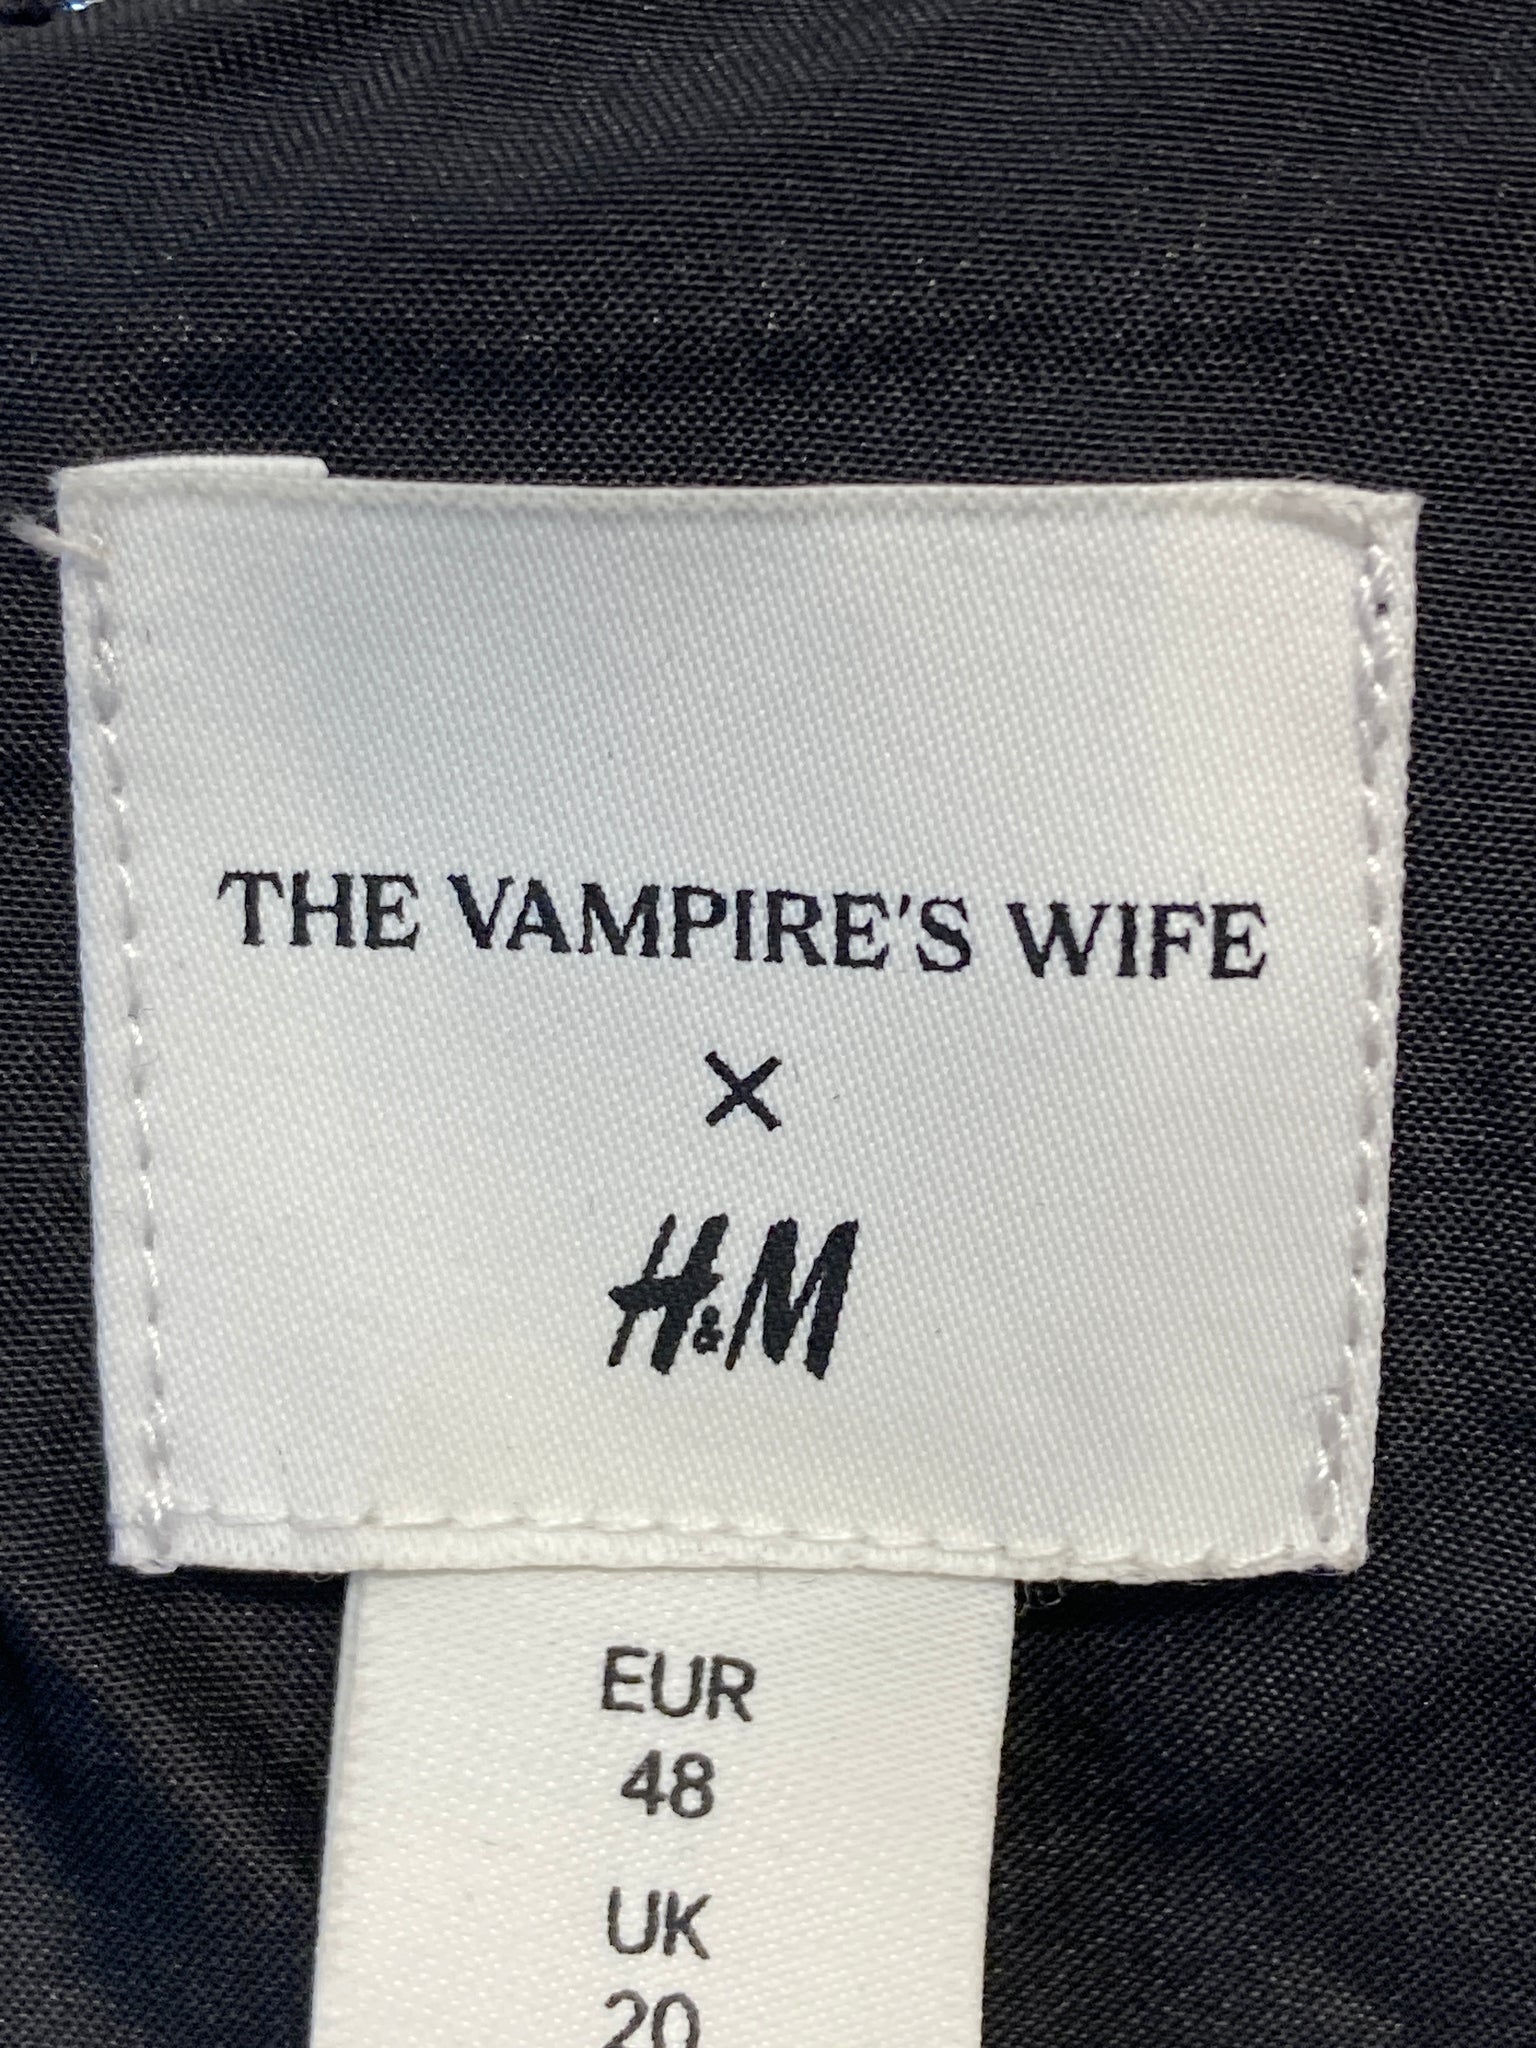 THE VAMPIRE'S WIFE
×
H&M
EUR
48
UK
20